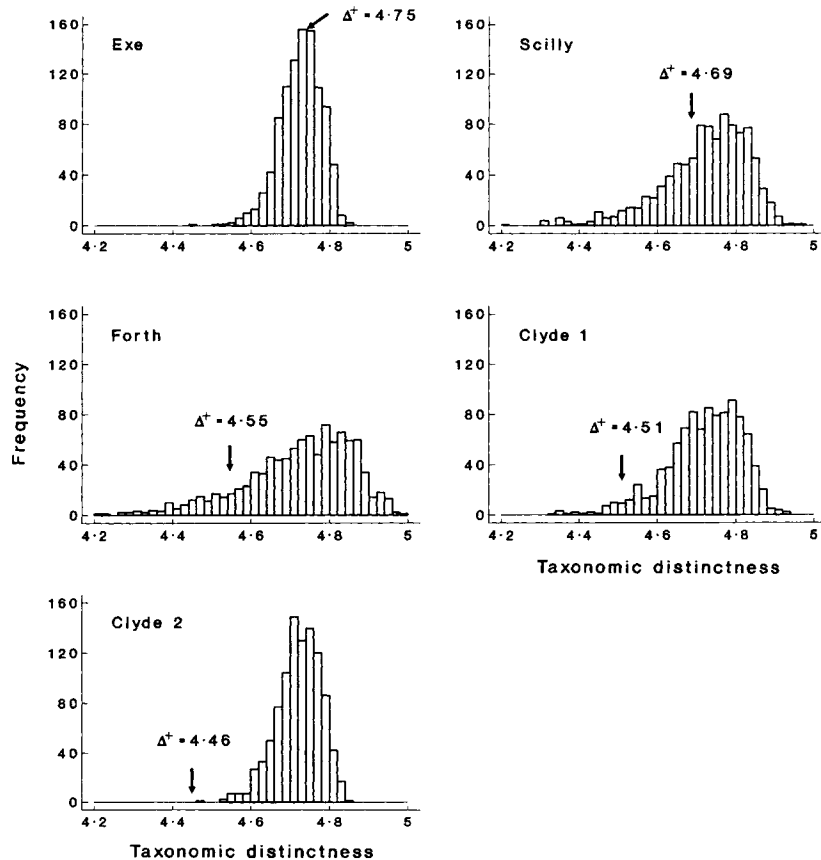 Exe
Δ⁺ = 4·75
160
120
80
40
0
4·2 4·4 4·6 4·8 5
Scilly
Δ⁺ = 4·69
160
120
80
40
0
4·2 4·4 4·6 4·8 5
Forth
Δ⁺ = 4·55
Frequency
160
120
80
40
0
4·2 4·4 4·6 4·8 5
Clyde 1
Δ⁺ = 4·51
160
120
80
40
0
4·2 4·4 4·6 4·8 5
Taxonomic distinctness
Clyde 2
Δ⁺ = 4·46
160
120
80
40
0
4·2 4·4 4·6 4·8 5
Taxonomic distinctness